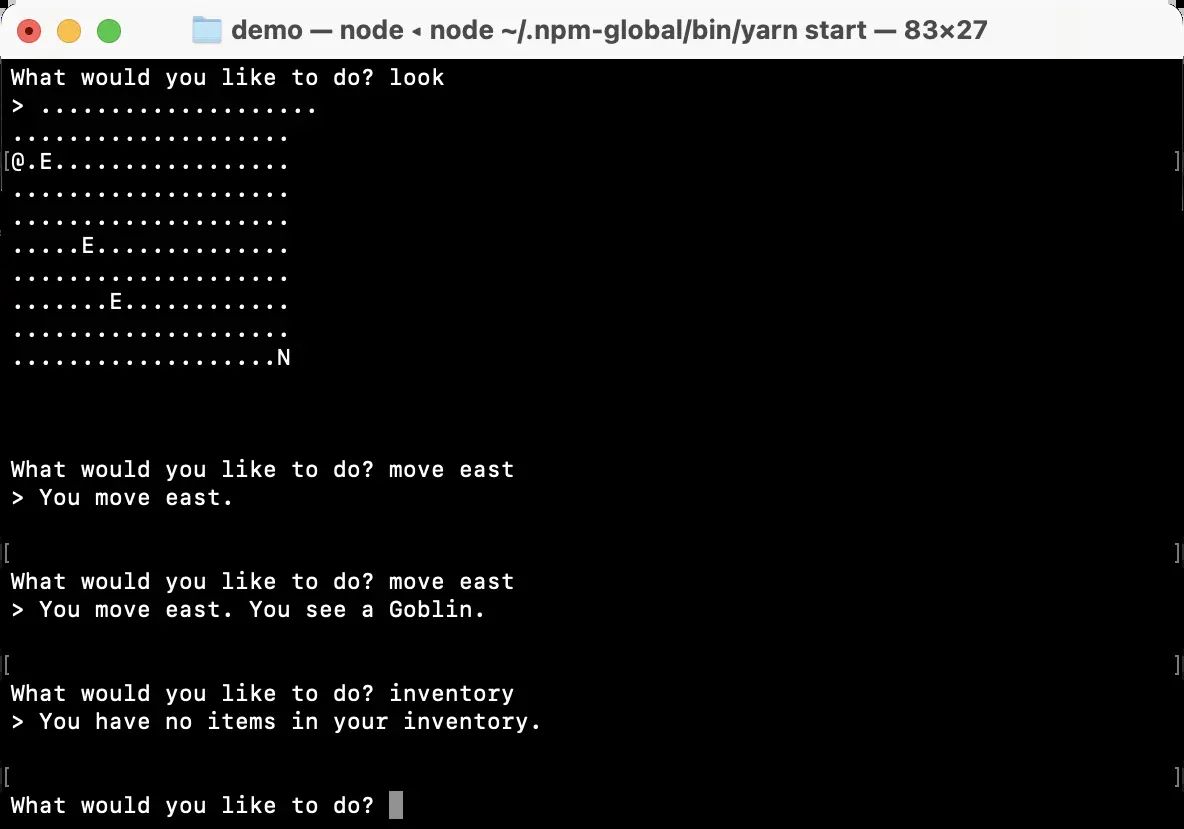 demo — node ◂ node ~/.npm-global/bin/yarn start — 83×27
What would you like to do? look
> ....................
....................
[@.E................. ]
....................
....................
.....E..............
....................
.......E............
....................
...................N
What would you like to do? move east
> You move east.
[ ]
What would you like to do? move east
> You move east. You see a Goblin.
[ ]
What would you like to do? inventory
> You have no items in your inventory.
[ ]
What would you like to do?